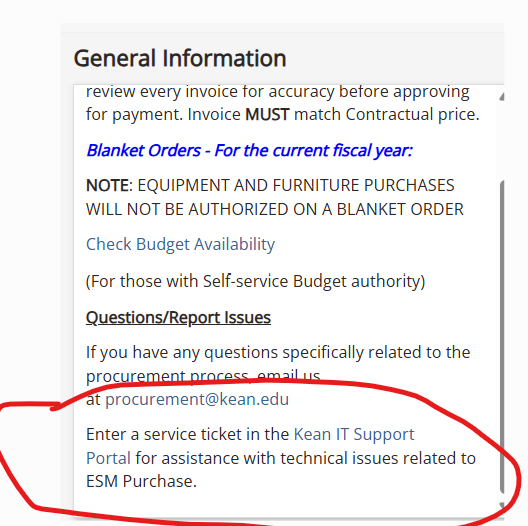 General Information
review every invoice for accuracy before approving
for payment. Invoice MUST match Contractual price.
Blanket Orders - For the current fiscal year:
NOTE: EQUIPMENT AND FURNITURE PURCHASES
WILL NOT BE AUTHORIZED ON A BLANKET ORDER
Check Budget Availability
(For those with Self-service Budget authority)
Questions/Report Issues
If you have any questions specifically related to the
procurement process, email us
at procurement@kean.edu
Enter a service ticket in the Kean IT Support
Portal for assistance with technical issues related to
ESM Purchase.